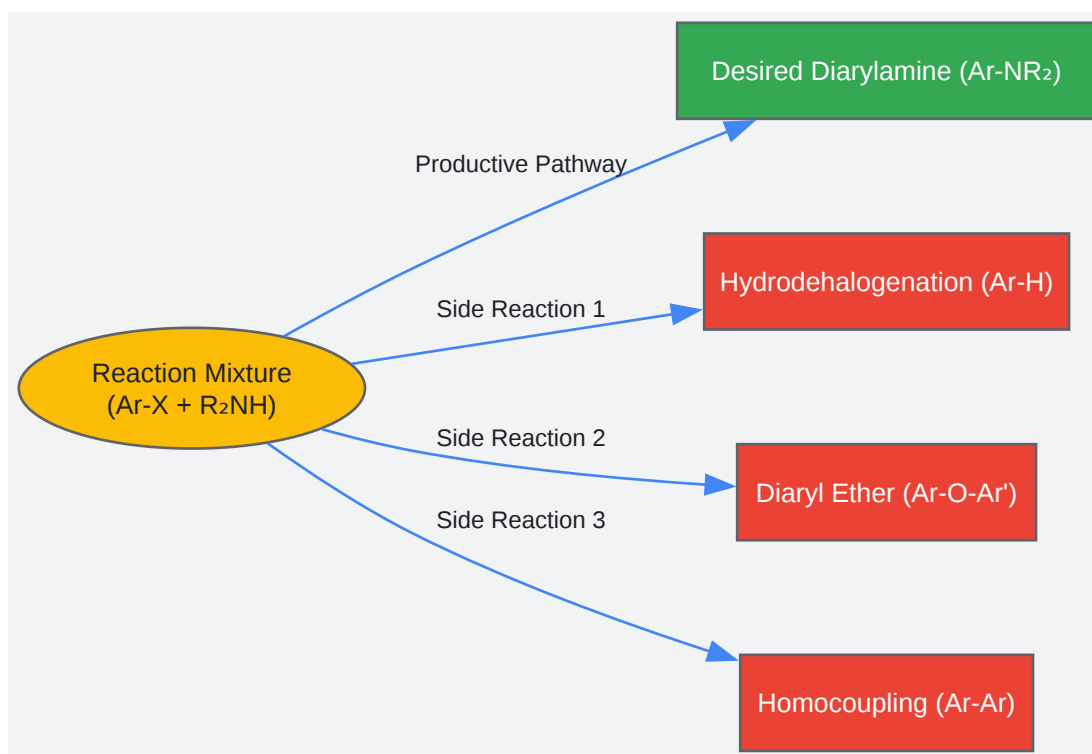 Desired Diarylamine (Ar-NR₂)
Productive Pathway
Hydrodehalogenation (Ar-H)
Side Reaction 1
Reaction Mixture
(Ar-X + R₂NH)
Side Reaction 2
Diaryl Ether (Ar-O-Ar')
Side Reaction 3
Homocoupling (Ar-Ar)